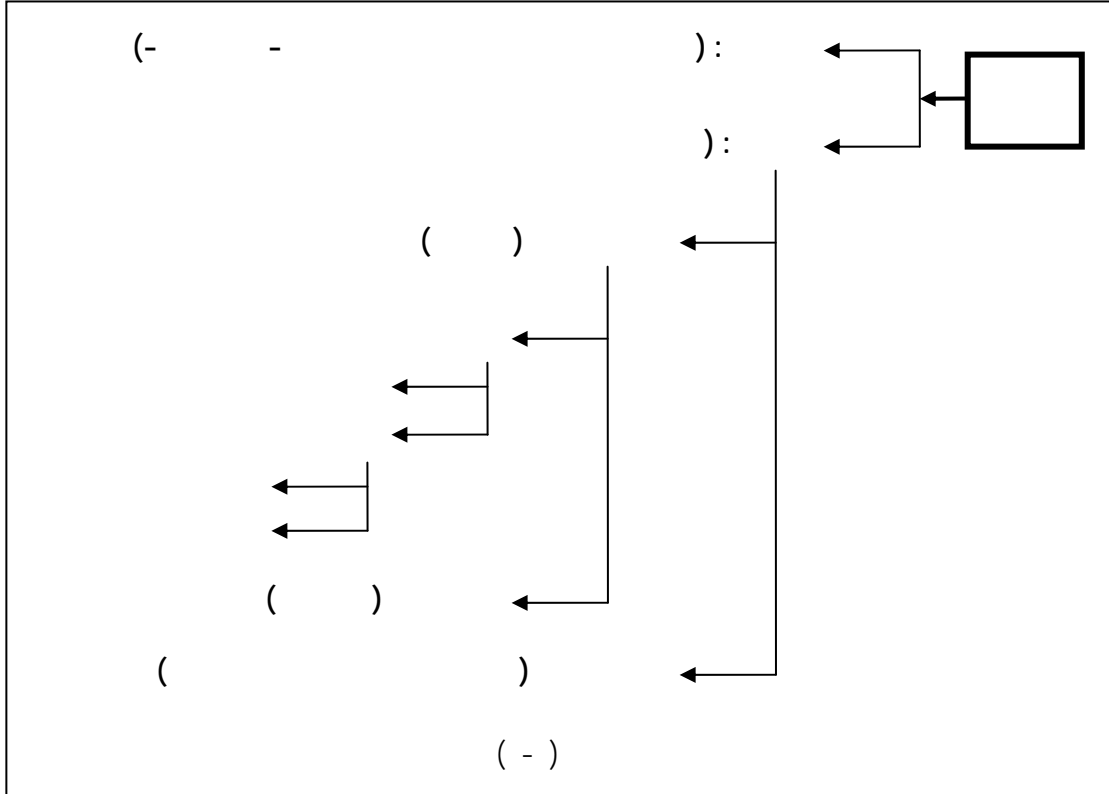 (-          -                                        ):
):
(        )
(        )
(                                  )
( - )